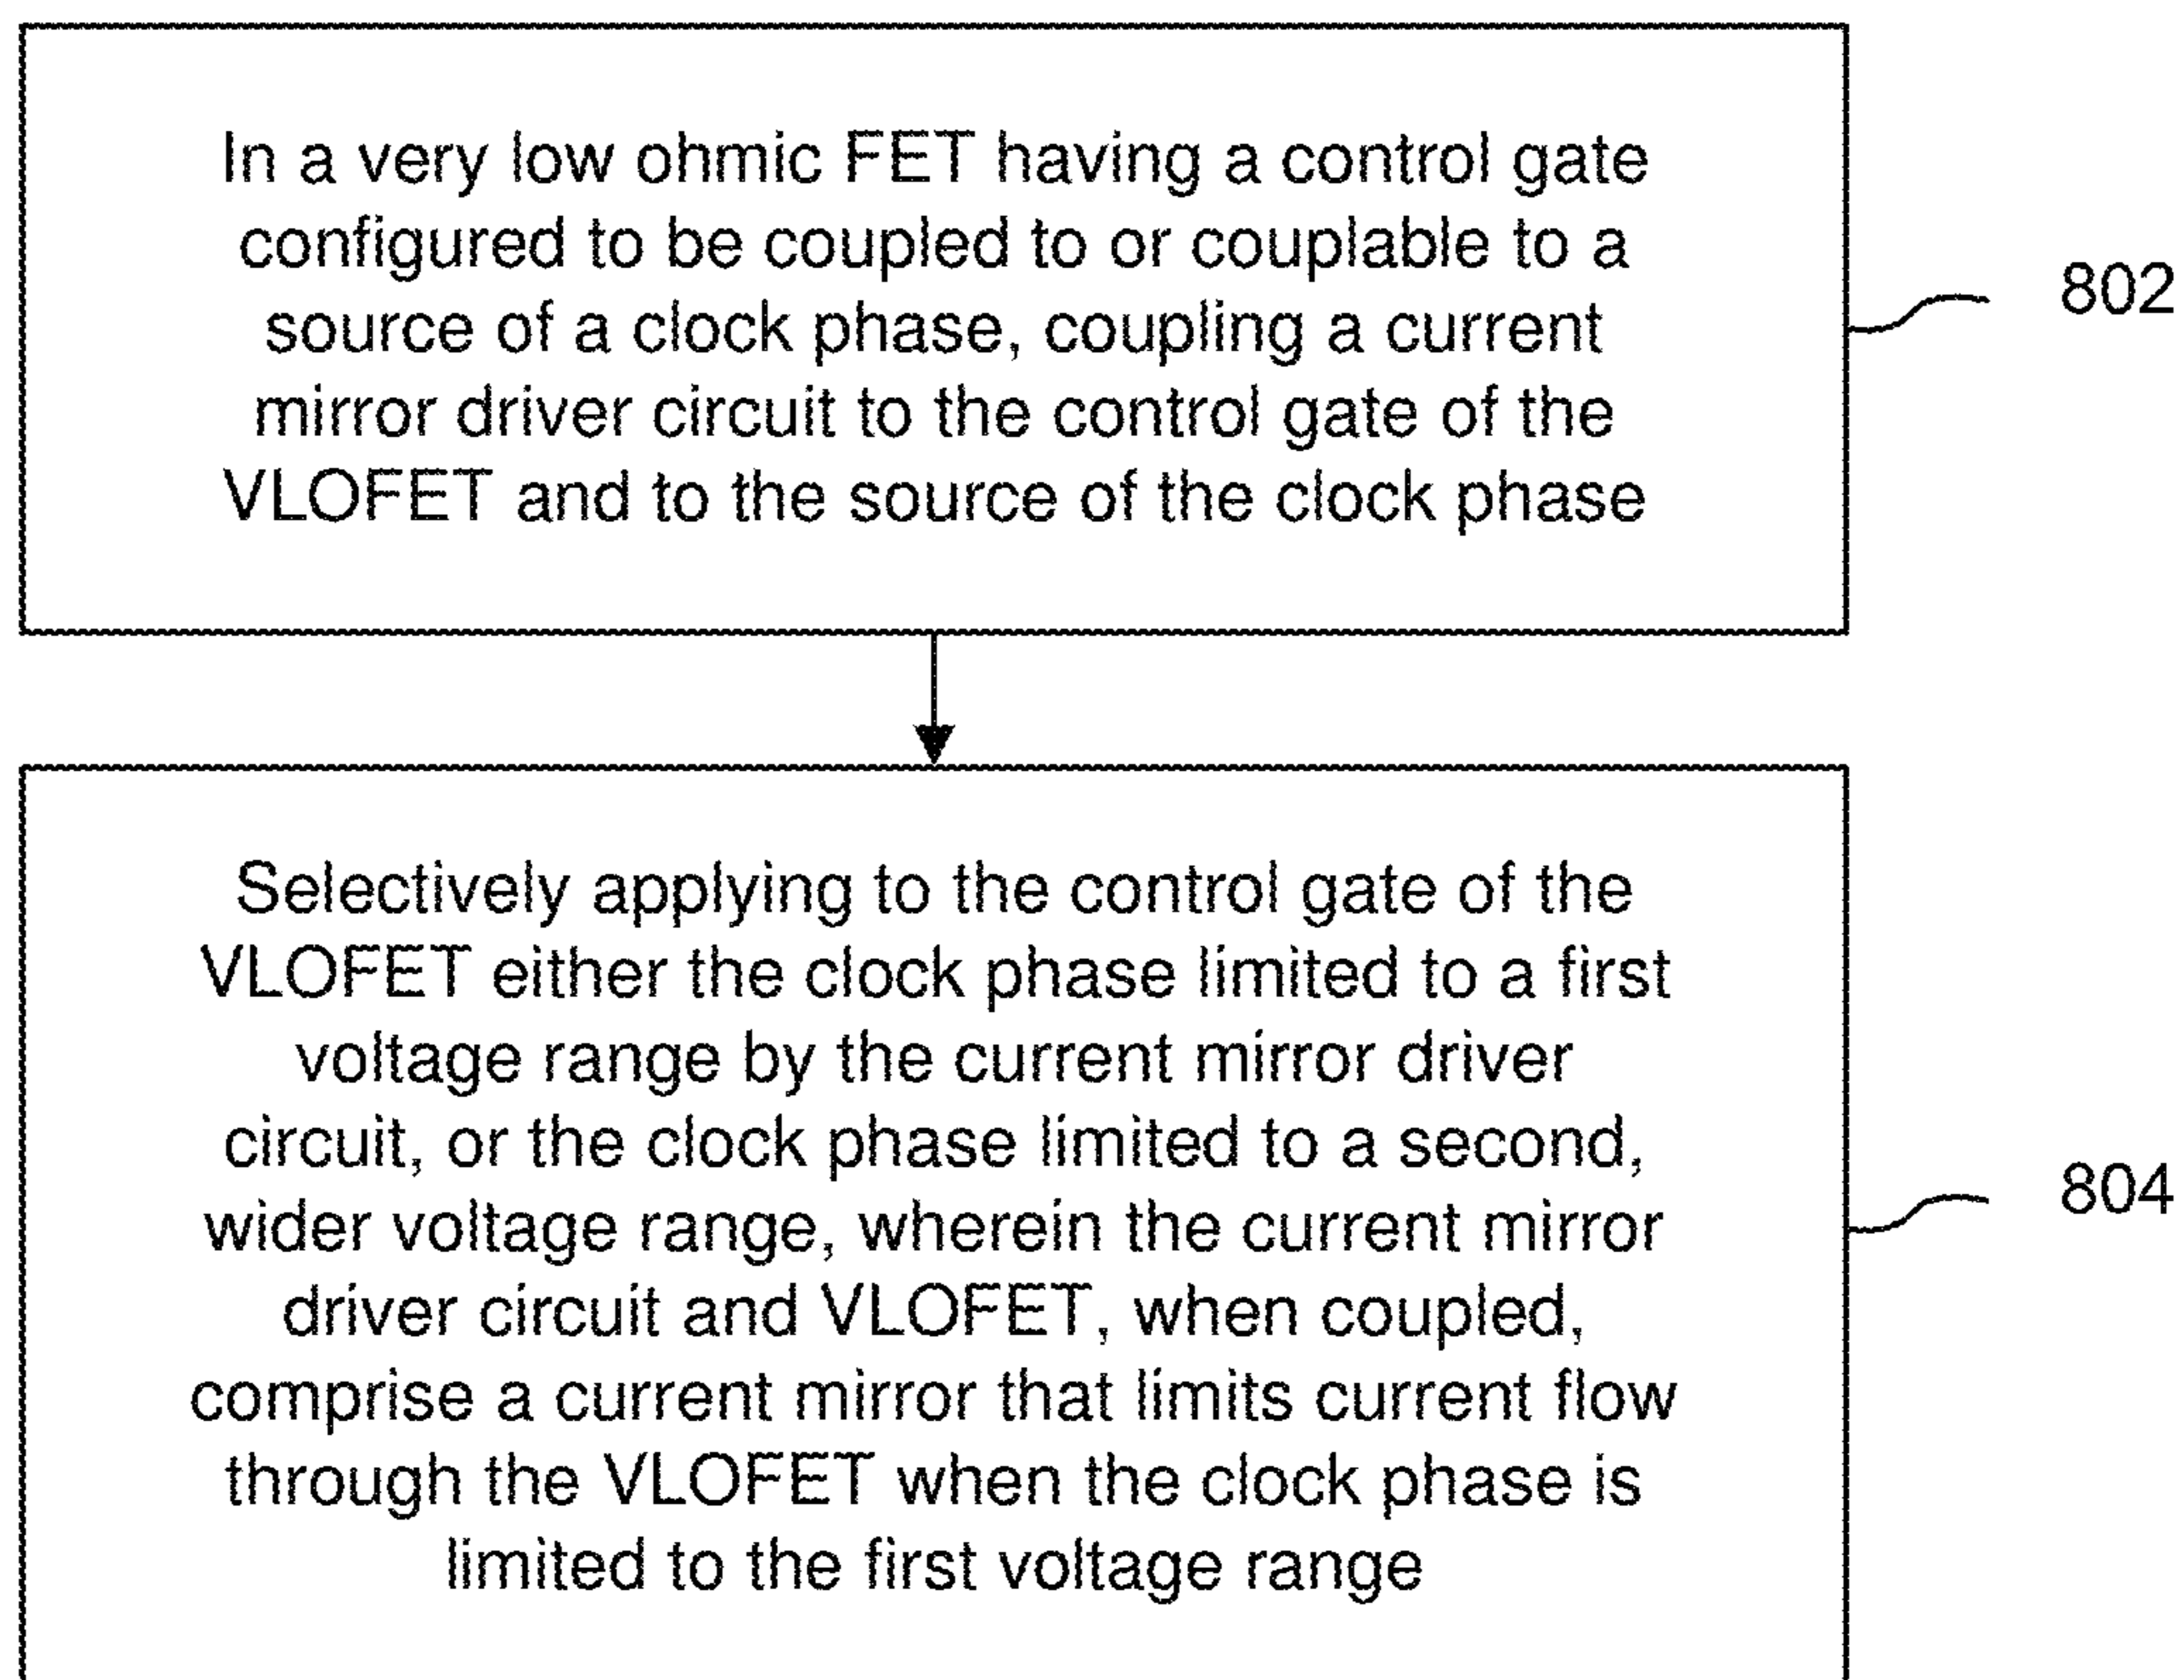 In a very low ohmic FET having a control gate
configured to be coupled to or couplable to a
source of a clock phase, coupling a current
mirror driver circuit to the control gate of the
VLOFET and to the source of the clock phase
802
Selectively applying to the control gate of the
VLOFET either the clock phase limited to a first
voltage range by the current mirror driver
circuit, or the clock phase limited to a second,
wider voltage range, wherein the current mirror
driver circuit and VLOFET, when coupled,
comprise a current mirror that limits current flow
through the VLOFET when the clock phase is
limited to the first voltage range
804